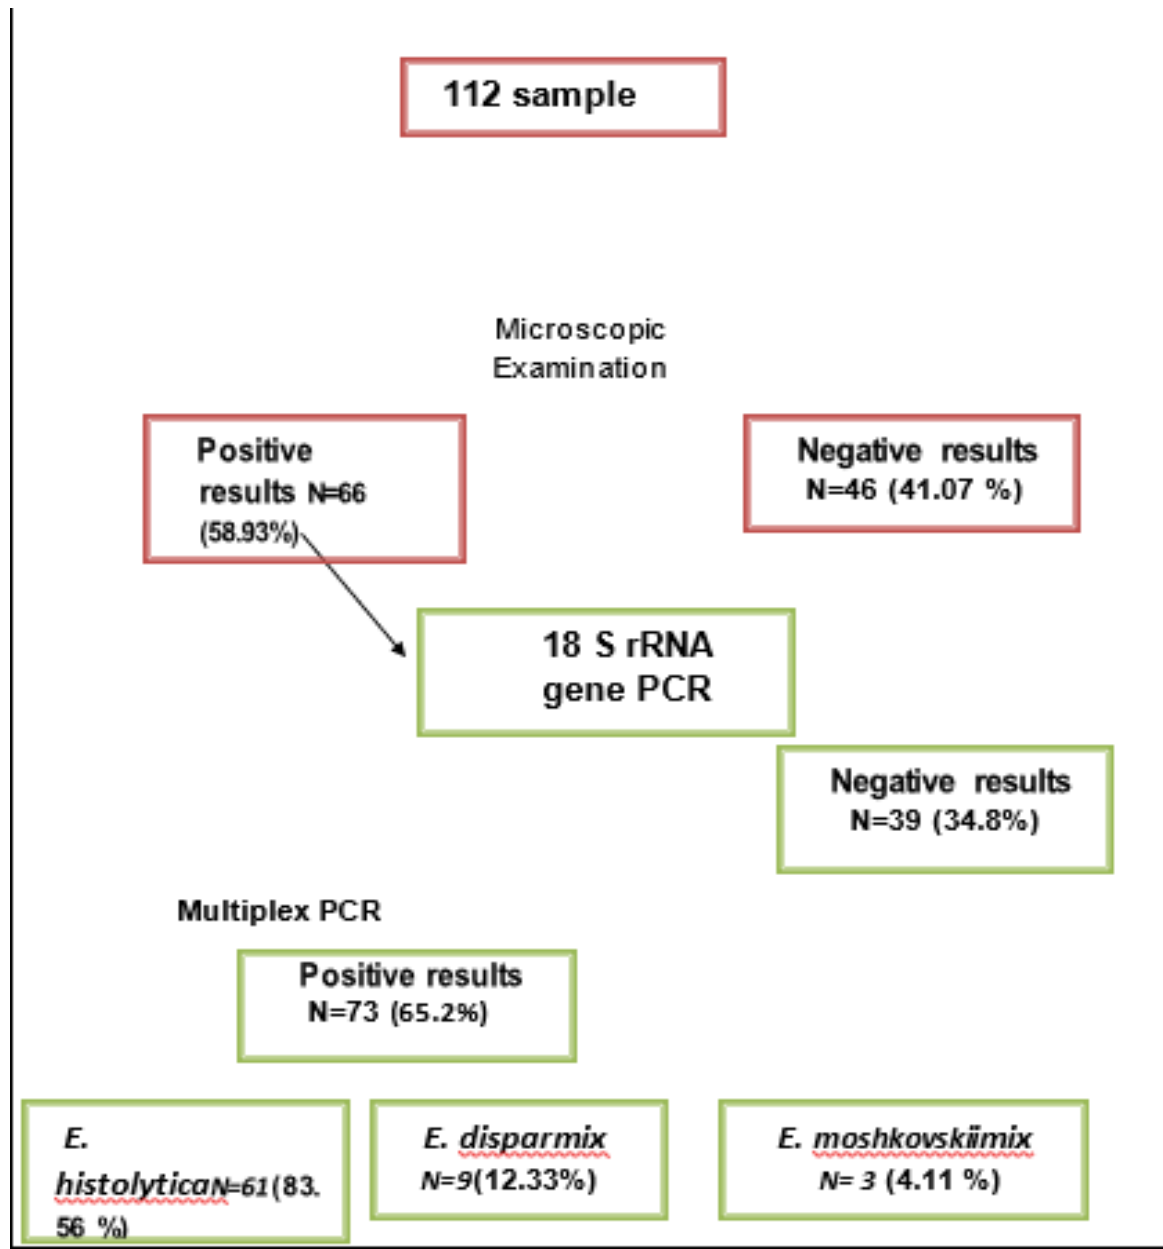 112 sample
Microscopic
Examination
Positive
results N=66
(58.93%)
Negative results
N=46 (41.07 %)
18 S rRNA
gene PCR
Negative results
N=39 (34.8%)
Multiplex PCR
Positive results
N=73 (65.2%)
E.
histolyticaN=61(83.
56 %)
E. disparmix
N=9(12.33%)
E. moshkovskiimix
N= 3 (4.11 %)